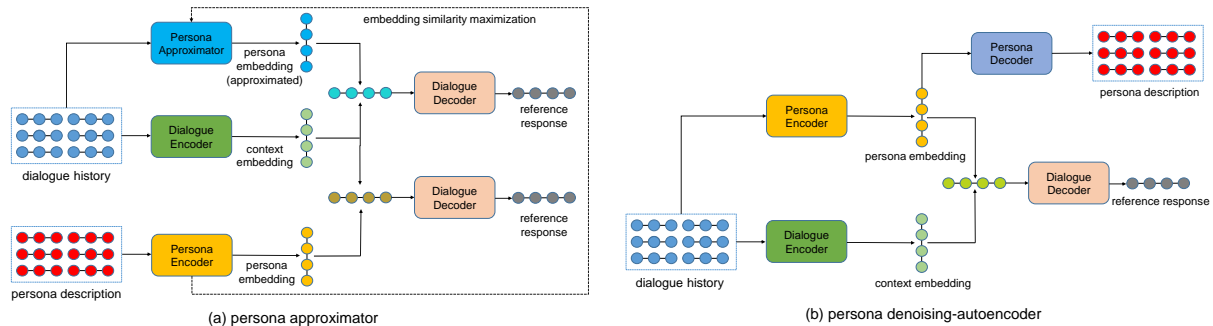 embedding similarity maximization
Persona
Approximator
persona
embedding
(approximated)
Dialogue
Decoder
reference
response
Dialogue
Encoder
context
embedding
dialogue history
Dialogue
Decoder
reference
response
Persona
Encoder
persona
embedding
persona description
(a) persona approximator
Persona
Decoder
persona description
Persona
Encoder
persona embedding
Dialogue
Decoder
reference response
Dialogue
Encoder
dialogue history
context embedding
(b) persona denoising-autoencoder